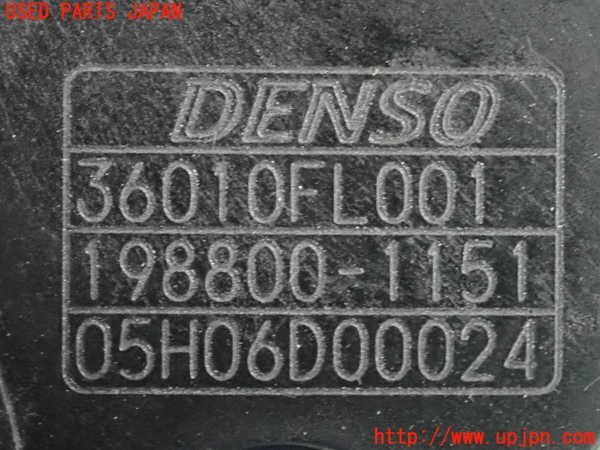 USED PARTS JAPAN
DENSO
36010FL001
198800-1151
05H06D00024
http://www.upjpn.com